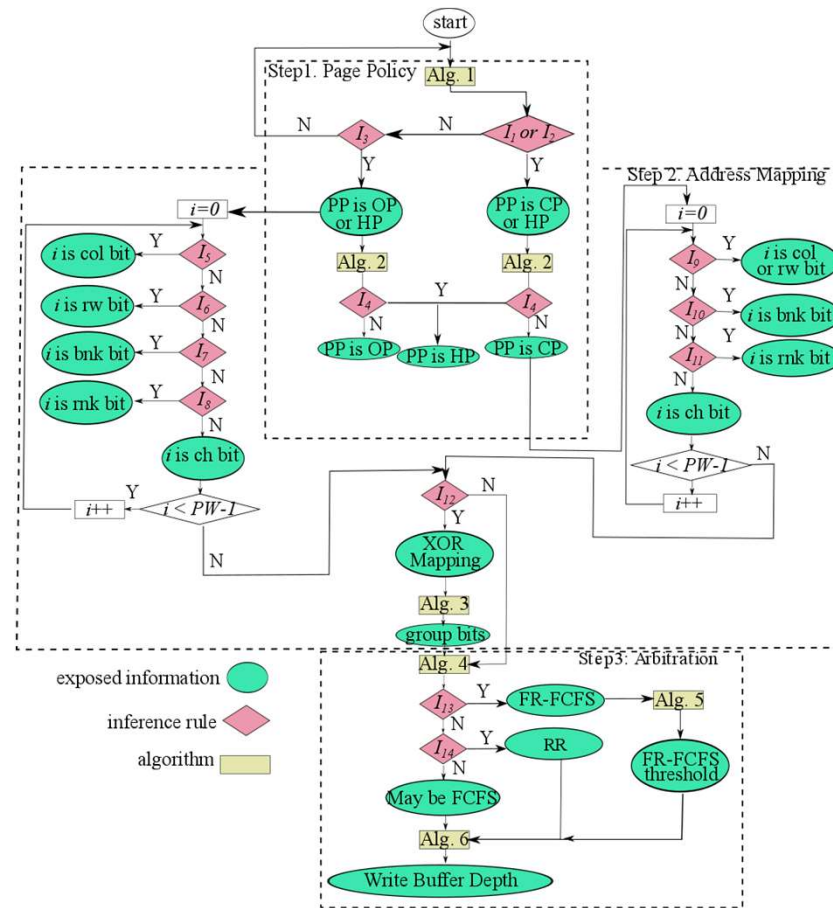 start
Step1. Page Policy
Alg. 1
N
I3
N
I1 or I2
Y
Y
PP is OP
or HP
PP is CP
or HP
Alg. 2
Alg. 2
I4
Y
I4
N
N
PP is OP
PP is HP
PP is CP
i=0
I5
Y
i is col bit
N
I6
Y
i is rw bit
N
I7
Y
i is bnk bit
N
I8
Y
i is rnk bit
N
i is ch bit
i < PW-1
Y
i++
N
Step 2. Address Mapping
i=0
I9
Y
i is col
or rw bit
N
I10
Y
i is bnk bit
N
I11
Y
i is rnk bit
N
i is ch bit
i < PW-1
N
i++
I12
N
Y
XOR
Mapping
Alg. 3
group bits
Step3: Arbitration
Alg. 4
I13
Y
FR-FCFS
Alg. 5
N
I14
Y
RR
FR-FCFS
threshold
N
May be FCFS
Alg. 6
Write Buffer Depth
exposed information
inference rule
algorithm